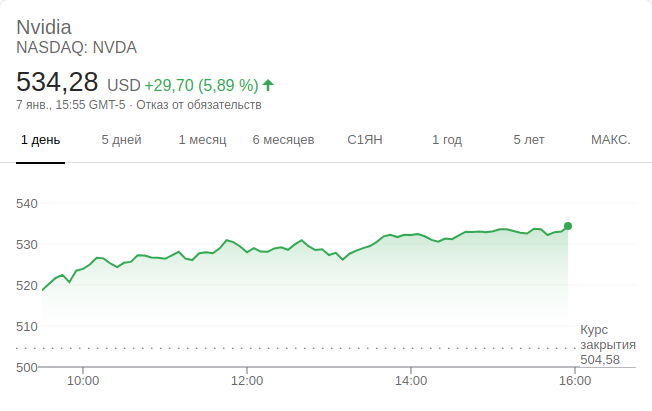 Nvidia
NASDAQ: NVDA
534,28 USD +29,70 (5,89 %)
7 янв., 15:55 GMT-5 · Отказ от обязательств
1 день 5 дней 1 месяц 6 месяцев С1ЯН 1 год 5 лет МАКС.
540
530
520
510
Курс
закрытия
504,58
500
10:00 12:00 14:00 16:00